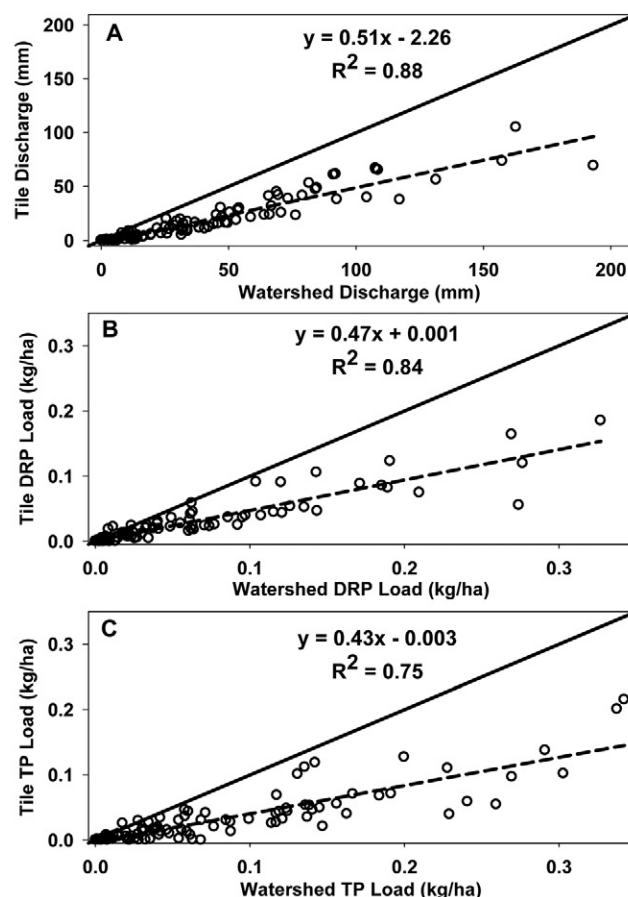 A
y = 0.51x - 2.26
R2 = 0.88
Tile Discharge (mm)
200
150
100
50
0
0 50 100 150 200
Watershed Discharge (mm)
B
y = 0.47x + 0.001
R2 = 0.84
Tile DRP Load (kg/ha)
0.3
0.2
0.1
0.0
0.0 0.1 0.2 0.3
Watershed DRP Load (kg/ha)
C
y = 0.43x - 0.003
R2 = 0.75
Tile TP Load (kg/ha)
0.3
0.2
0.1
0.0
0.0 0.1 0.2 0.3
Watershed TP Load (kg/ha)